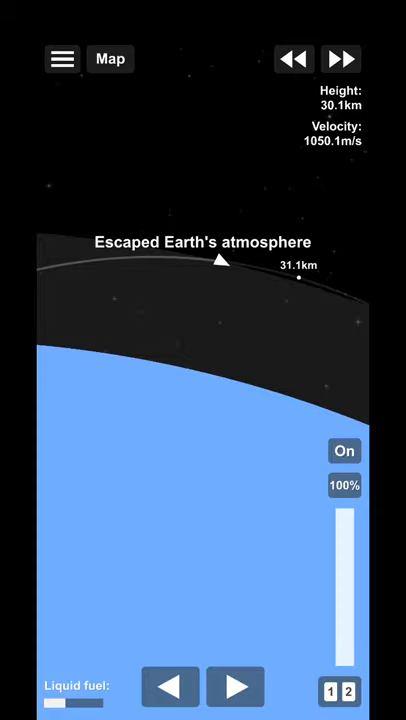 Map
Height:
30.1km
Velocity:
1050.1m/s
Escaped Earth's atmosphere
31.1km
On
100%
Liquid fuel:
1 2